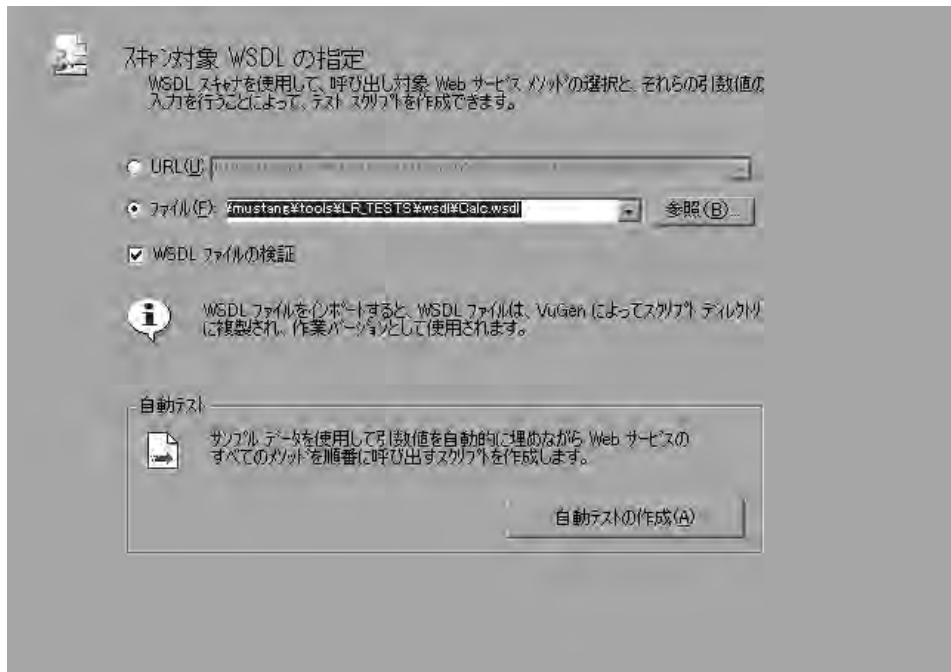 スキャン対象 WSDL の指定
WSDL スキャナを使用して、呼び出し対象 Web サービス メソッドの選択と、それらの引数値の
入力を行うことによって、テスト スクリプトを作成できます。
URL(U):
ファイル(F): ¥mustang¥tools¥LR_TESTS¥wsdl¥Calc.wsdl 参照(B)...
WSDL ファイルの検証
WSDL ファイルをインポートすると、WSDL ファイルは、VuGen によってスクリプト ディレクトリ
に複製され、作業バージョンとして使用されます。
自動テスト
サンプル データを使用して引数値を自動的に埋めながら Web サービスの
すべてのメソッドを順番に呼び出すスクリプトを作成します。
自動テストの作成(A)